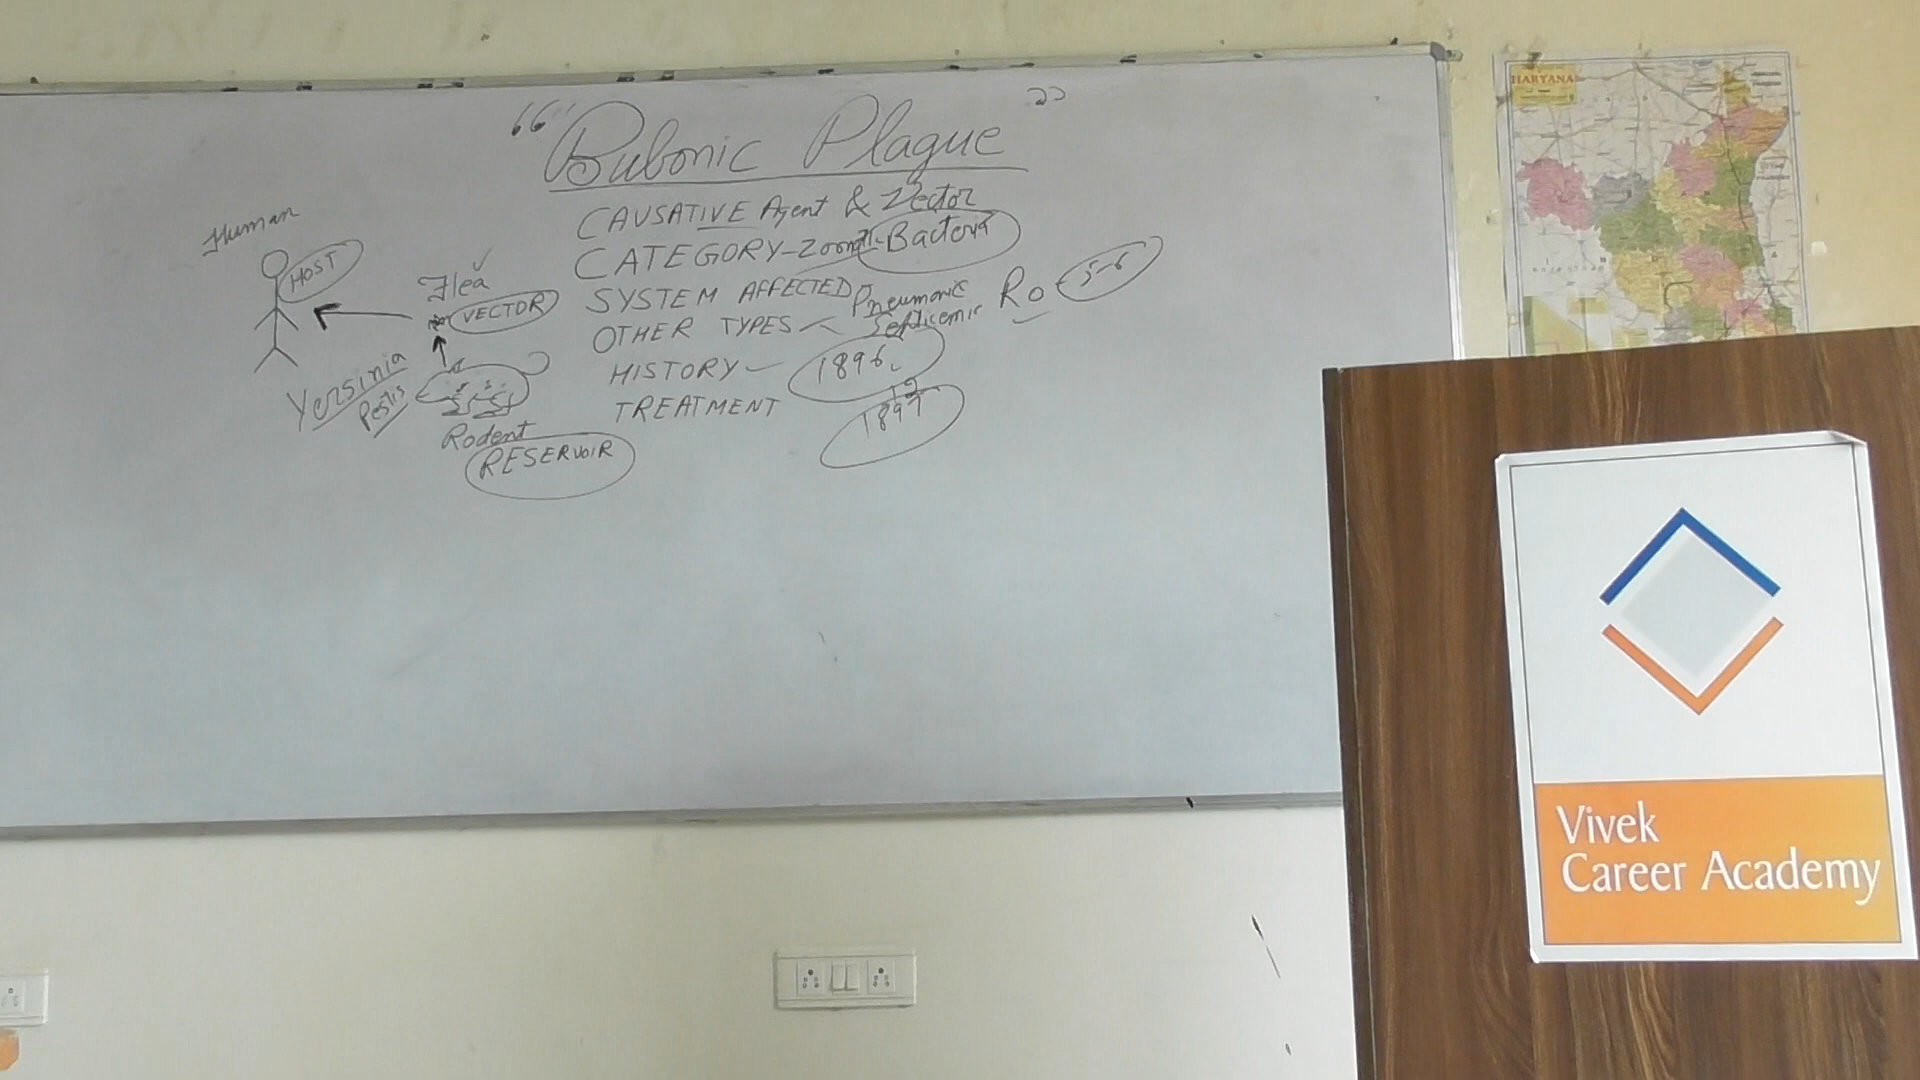 "Bubonic Plague"
CAUSATIVE Agent & Vector
CATEGORY - Bacteria
SYSTEM AFFECTED
OTHER TYPES < Pneumonic
Septicemic
Ro 5-6
HISTORY - 1896
1897
TREATMENT
Human
HOST
Flea
VECTOR
Yersinia
Pestis
Rodent
RESERVOIR
HARYANA
Vivek
Career Academy